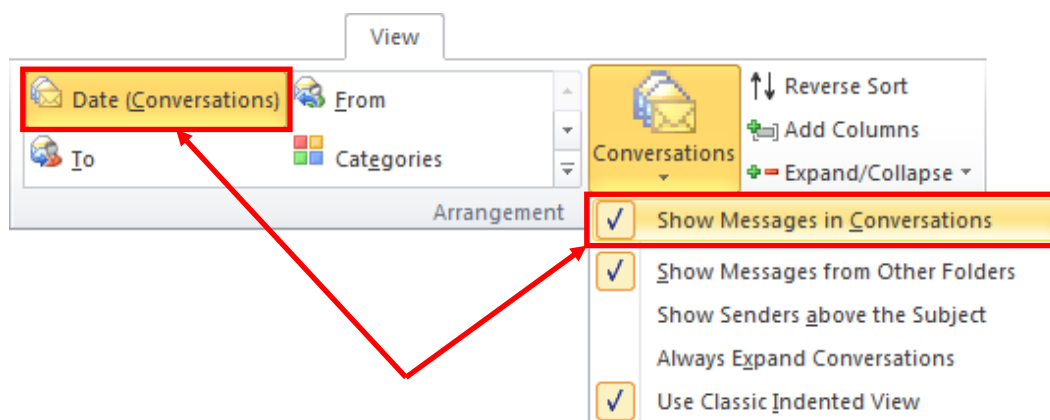 View
Date (Conversations)
From
To
Categories
Arrangement
Conversations
Reverse Sort
Add Columns
Expand/Collapse
Show Messages in Conversations
Show Messages from Other Folders
Show Senders above the Subject
Always Expand Conversations
Use Classic Indented View